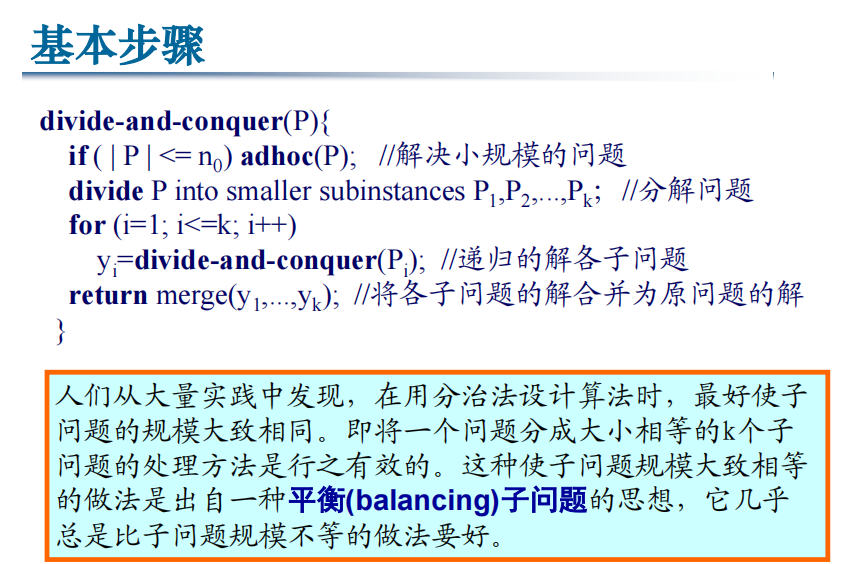 基本步骤
divide-and-conquer(P){
if ( | P | <= n0) adhoc(P); //解决小规模的问题
divide P into smaller subinstances P1,P2,...,Pk; //分解问题
for (i=1; i<=k; i++)
yi=divide-and-conquer(Pi); //递归的解各子问题
return merge(y1,...,yk); //将各子问题的解合并为原问题的解
}
人们从大量实践中发现，在用分治法设计算法时，最好使子
问题的规模大致相同。即将一个问题分成大小相等的k个子
问题的处理方法是行之有效的。这种使子问题规模大致相等
的做法是出自一种平衡(balancing)子问题的思想，它几乎
总是比子问题规模不等的做法要好。